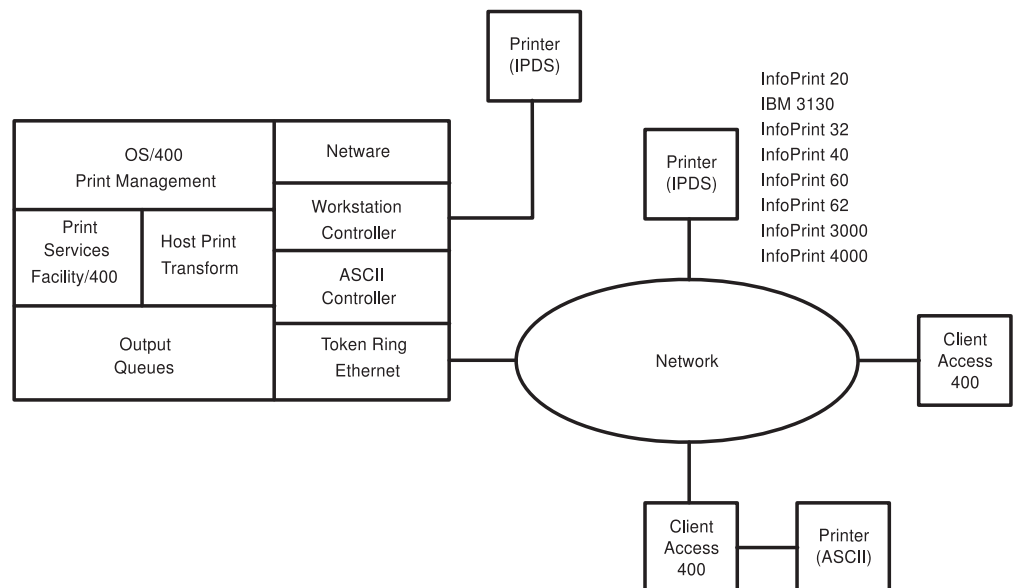 Printer
(IPDS)
InfoPrint 20
IBM 3130
InfoPrint 32
InfoPrint 40
InfoPrint 60
InfoPrint 62
InfoPrint 3000
InfoPrint 4000
Printer
(IPDS)
OS/400
Print Management
Netware
Workstation
Controller
Print
Services
Facility/400
Host Print
Transform
ASCII
Controller
Output
Queues
Token Ring
Ethernet
Network
Client
Access
400
Client
Access
400
Printer
(ASCII)